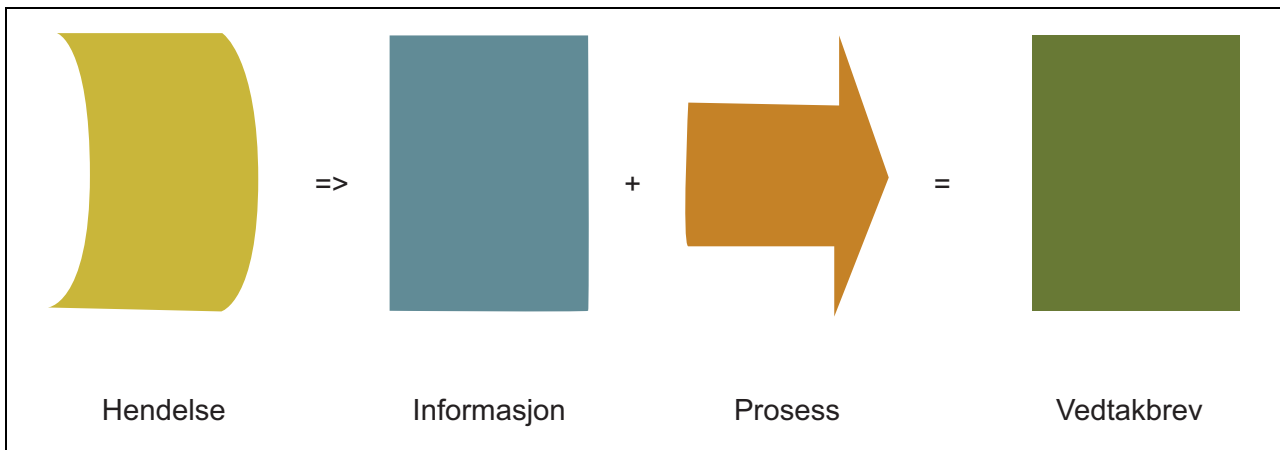 => + =
Hendelse Informasjon Prosess Vedtakbrev